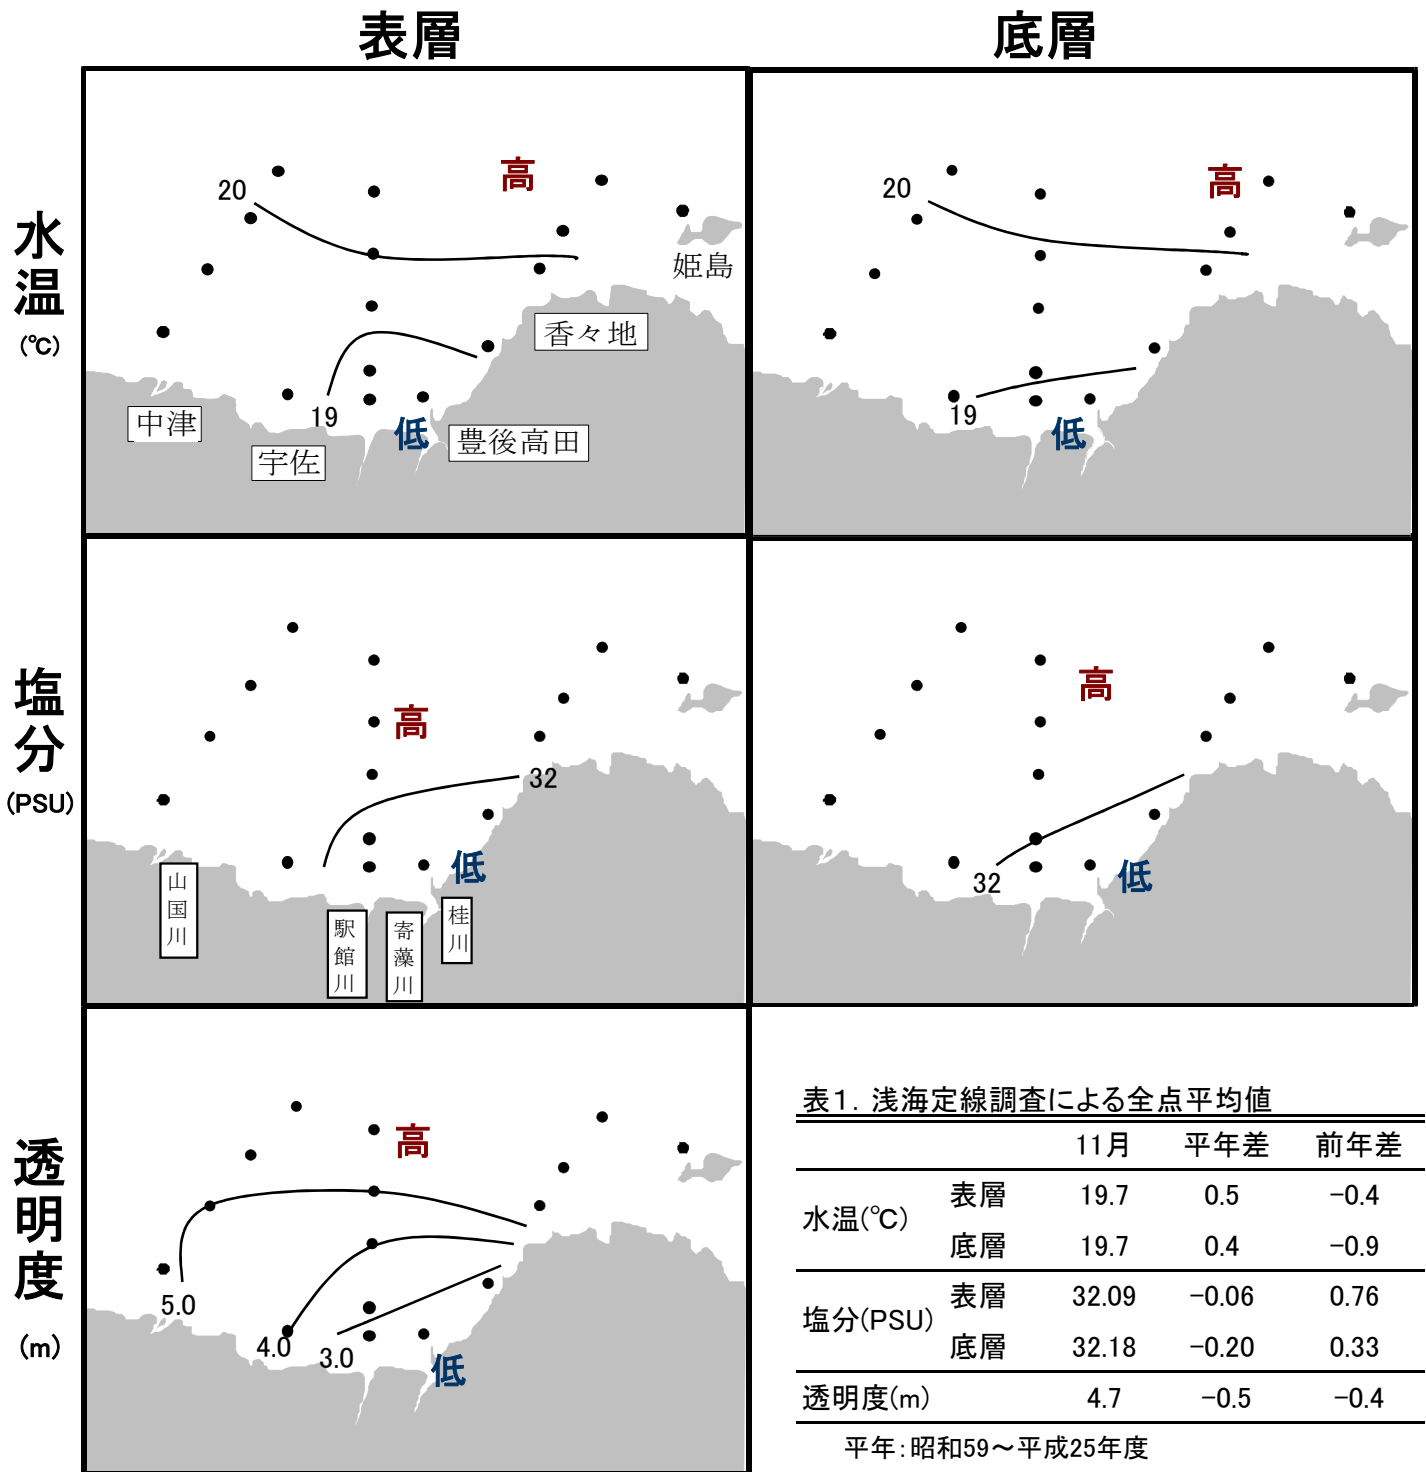 表層
底層
水温
(℃)
20
高
姫島
香々地
中津
宇佐
19
低
豊後高田
20
高
19
低
塩分
(PSU)
高
32
低
山国川
駅館川
寄藻川
桂川
高
32
低
透明度
(m)
高
5.0
4.0
3.0
低
表1. 浅海定線調査による全点平均値
11月 平年差 前年差
水温(℃) 表層 19.7 0.5 −0.4
底層 19.7 0.4 −0.9
塩分(PSU) 表層 32.09 −0.06 0.76
底層 32.18 −0.20 0.33
透明度(m) 4.7 −0.5 −0.4
平年:昭和59～平成25年度